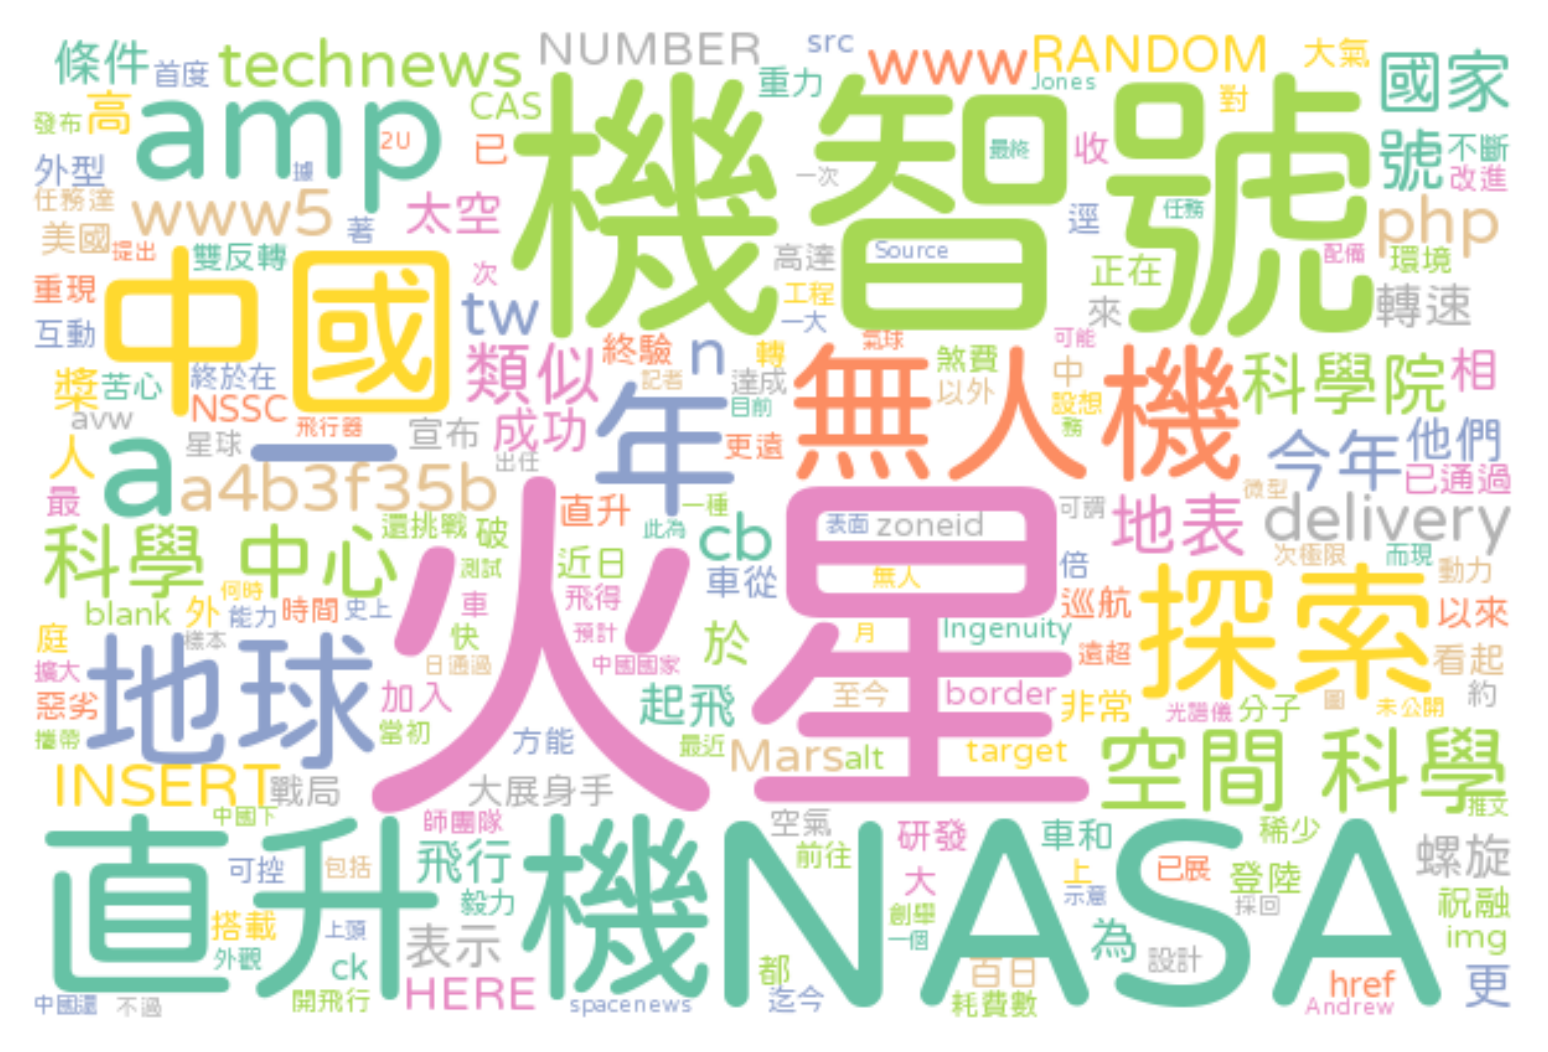 條件 首度 technews NUMBER src www RANDOM 大氣 國家
發布 高 amp 2U CAS 已 機智號 重力 Jones 對 最終 收 號 不斷
外型 據 一次 改進
任務達 www5 著 太空 逕 任務 php
美國 提出 雙反轉 高達 Source 正在 配備 環境
重現 中國 次 工程 來 轉速
互動 tw 一大
類似 終驗 n 轉 氣球 煞費 可能 科學院 相
獎 苦心 終於在 記者 達成 無人機 以外 中 設想
avw NSSC 飛行器 宣布 成功 年 目前 務 今年 他們
人 星球 一 出任 更遠 已通過
最 a a4b3f35b 直升 一種 火星 可謂 地表 微型 delivery
科學 中心 還挑戰 破 此為 cb 表面 zoneid 次極限 而現
測試 近日 車從 無人 倍 動力
blank 外 何時 能力 時間 史上 車 飛得 巡航 探索 以來
庭 樣本 快 預計 於 月 Ingenuity 遠超 看起
擴大 地球 日通過 中國國家
惡劣 加入 起飛 至今 border 非常 光譜儀 分子 圖 未公開 約
攜帶 當初 方能 最近 Mars alt target 空間 科學
INSERT 戰局 大展身手 推文
中國下 師團隊 空氣 研發 車和 稀少
直升機 可控 包括 飛行 NASA 前往 大 上 已展 登陸 螺旋
毅力 示意 採回 祝融
搭載 上頭 表示 創舉 一個 為 設計 img
外觀 ck 都 百日 href 更
中國還 不過 開飛行 HERE spacenews 迄今 耗費數 Andrew